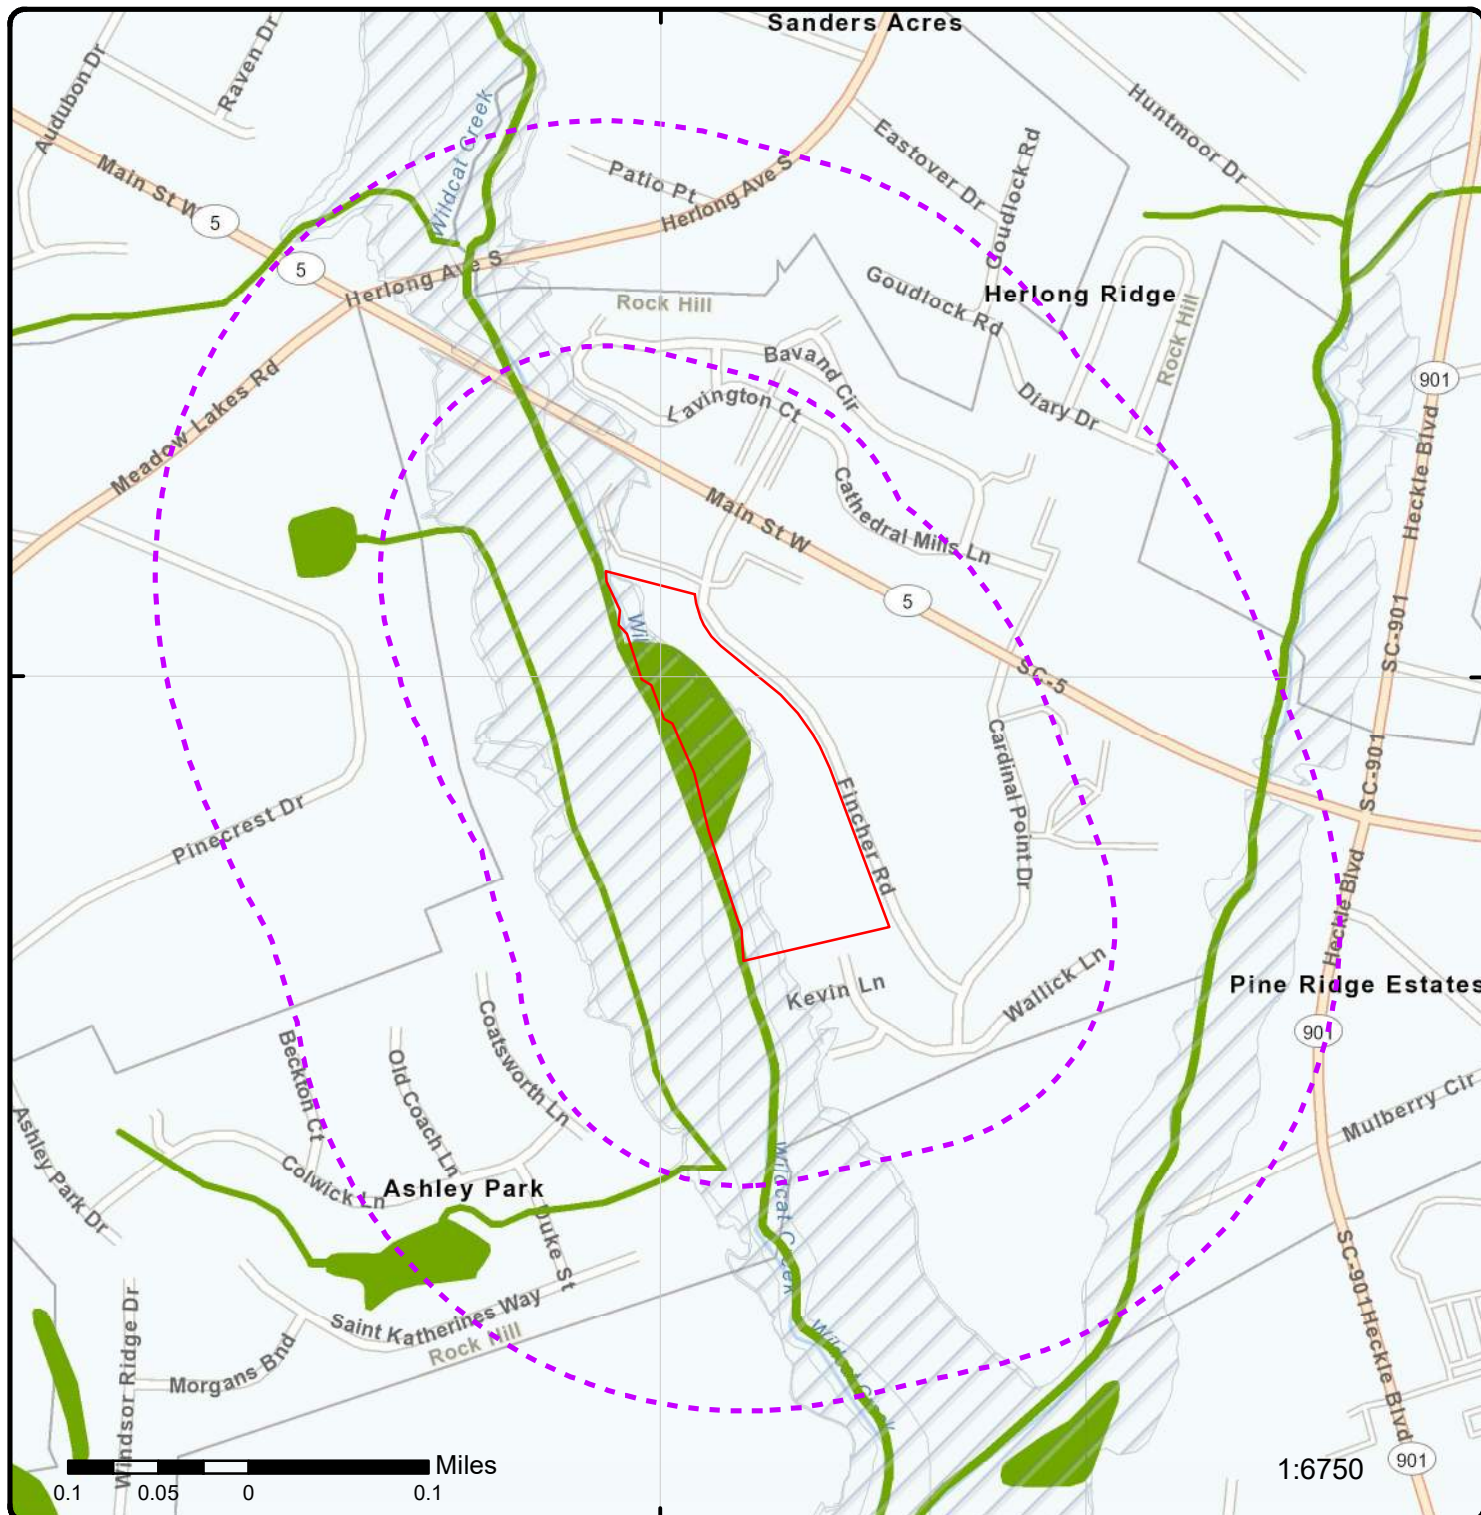 Sanders Acres
Audubon Dr
Raven Dr
Wildcat Creek
Huntmoor Dr
Eastover Dr
Goudlock Rd
Main St W
5
Patio Pt
Herlong Ave S
5
Herlong Ave S
Rock Hill
Goudlock Rd
Herlong Ridge
Rock Hill
Bavand Cir
Lavington Ct
Diary Dr
901
Meadow Lakes Rd
Heckle Blvd
Main St W
Cathedral Mills Ln
5
Wil
SC-901
SC-5
Cardinal Point Dr
SC-901
Fincher Rd
Pinecrest Dr
Heckle Blvd
Kevin Ln
Wallick Ln
Pine Ridge Estates
901
Beckton Ct
Old Coach Ln
Coatsworth Ln
Mulberry Cir
Ashley Park Dr
Colwick Ln
Ashley Park
Wildcat Creek
Duke St
SC-901
Heckle Blvd
Saint Katherines Way
Rock Hill
Wildcat Creek
Windsor Ridge Dr
Morgans Bnd
Miles
0.1 0.05 0 0.1
1:6750
901